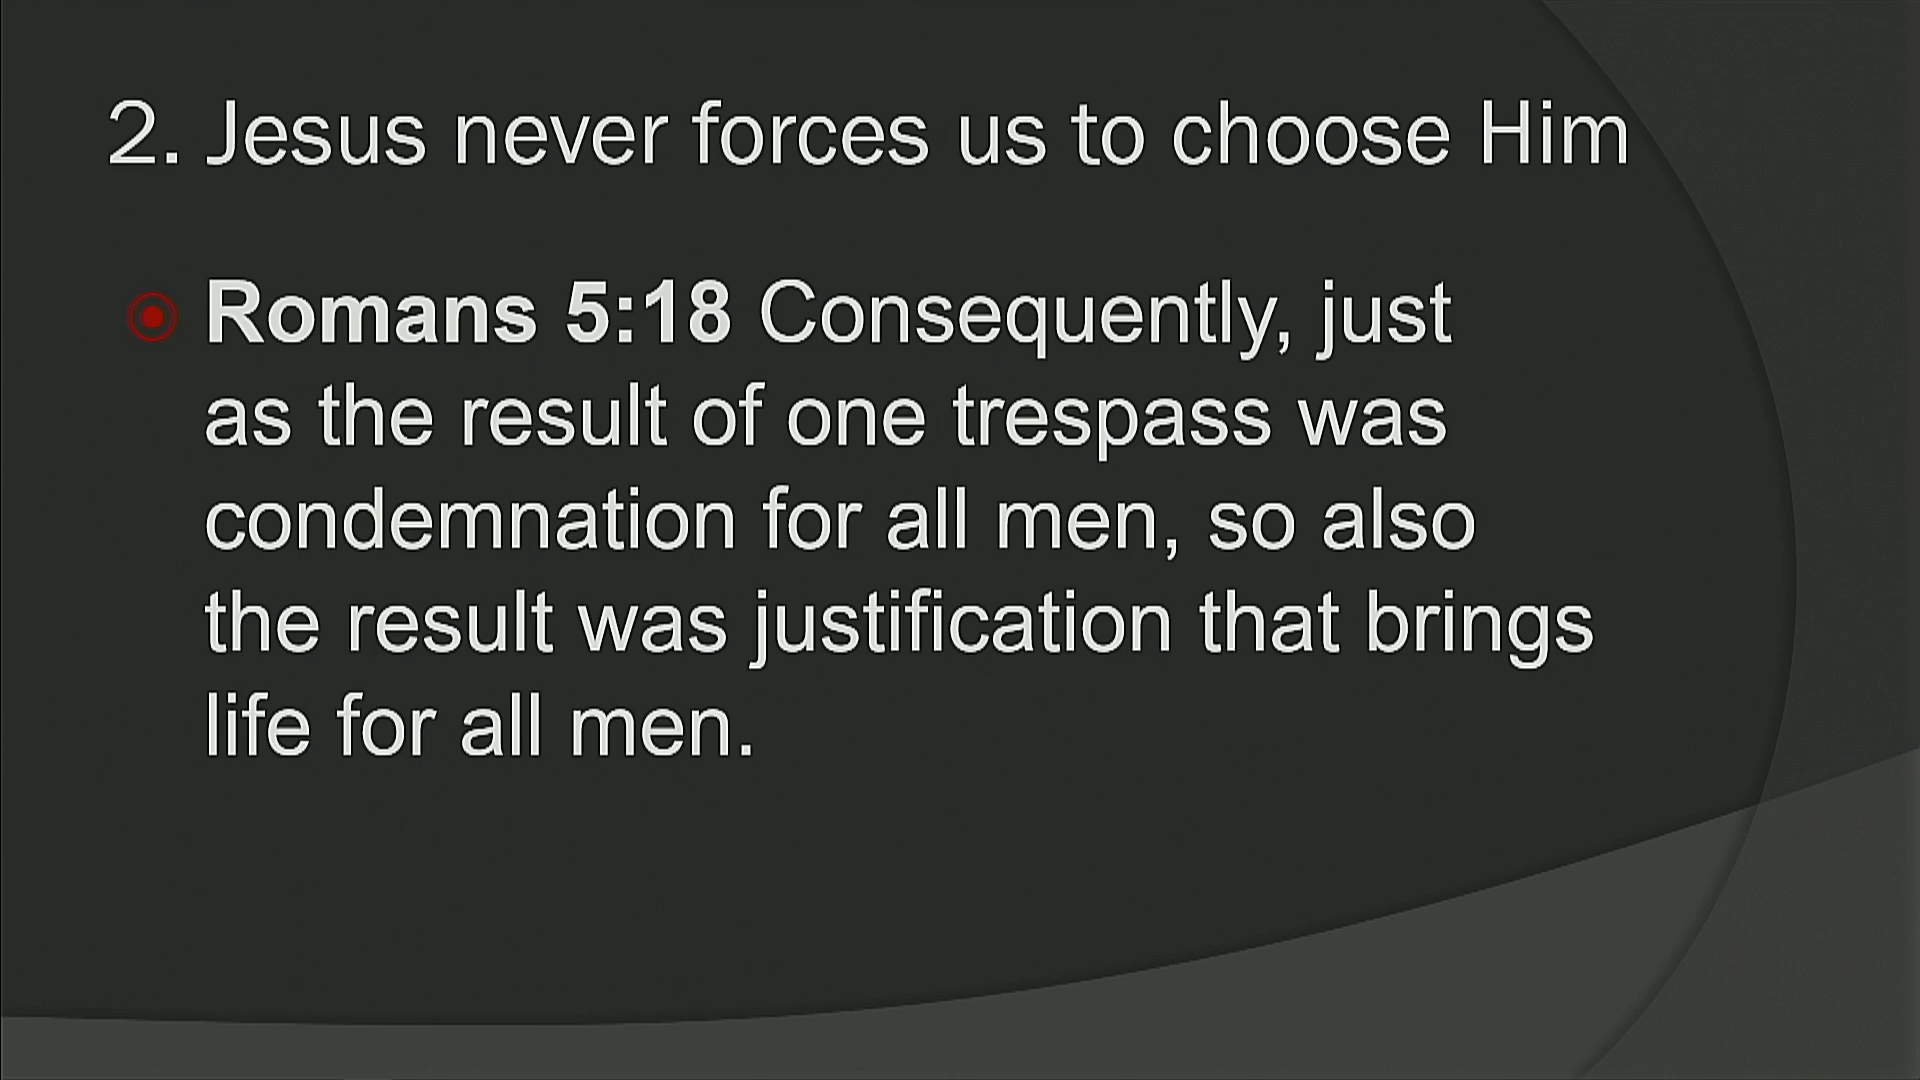 2. Jesus never forces us to choose Him
Romans 5:18 Consequently, just
as the result of one trespass was
condemnation for all men, so also
the result was justification that brings
life for all men.